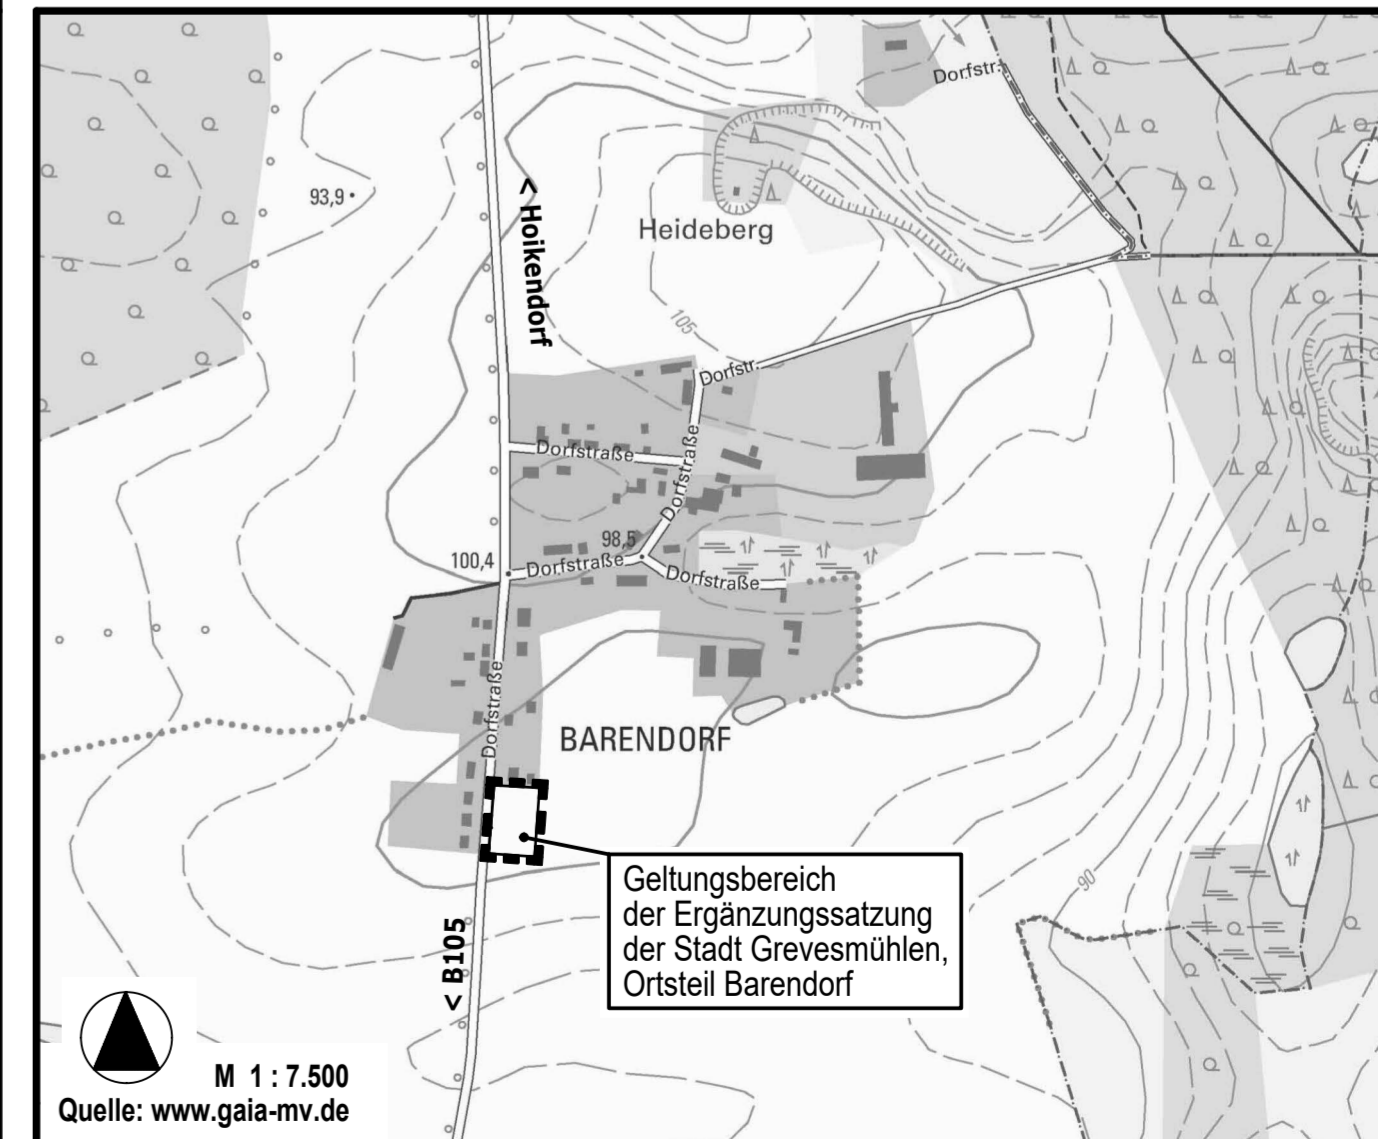 Dorfstr.
93,9
< Hoikendorf
Heideberg
105
Dorfstr.
Dorfstraße
Dorfstraße
98,5
100,4
Dorfstraße
Dorfstraße
Dorfstraße
BARENDORF
Geltungsbereich
der Ergänzungssatzung
der Stadt Grevesmühlen,
Ortsteil Barendorf
90
< B105
M 1 : 7.500
Quelle: www.gaia-mv.de